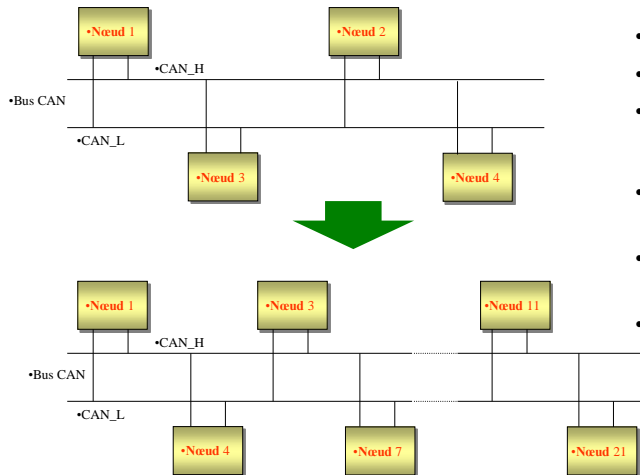 •Nœud 1
•Nœud 2
•CAN_H
•Bus CAN
•CAN_L
•Nœud 3
•Nœud 4
•Nœud 1
•Nœud 3
•Nœud 11
•CAN_H
•Bus CAN
•CAN_L
•Nœud 4
•Nœud 7
•Nœud 21